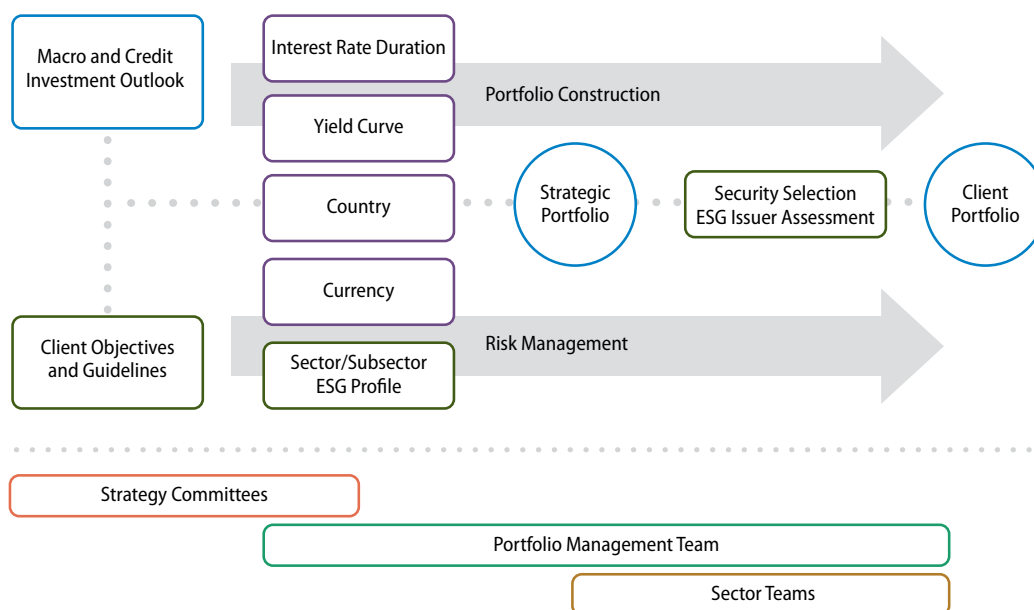 Macro and Credit
Investment Outlook
Interest Rate Duration
Portfolio Construction
Yield Curve
Country
Strategic
Portfolio
Security Selection
ESG Issuer Assessment
Client
Portfolio
Currency
Client Objectives
and Guidelines
Risk Management
Sector/Subsector
ESG Profile
Strategy Committees
Portfolio Management Team
Sector Teams